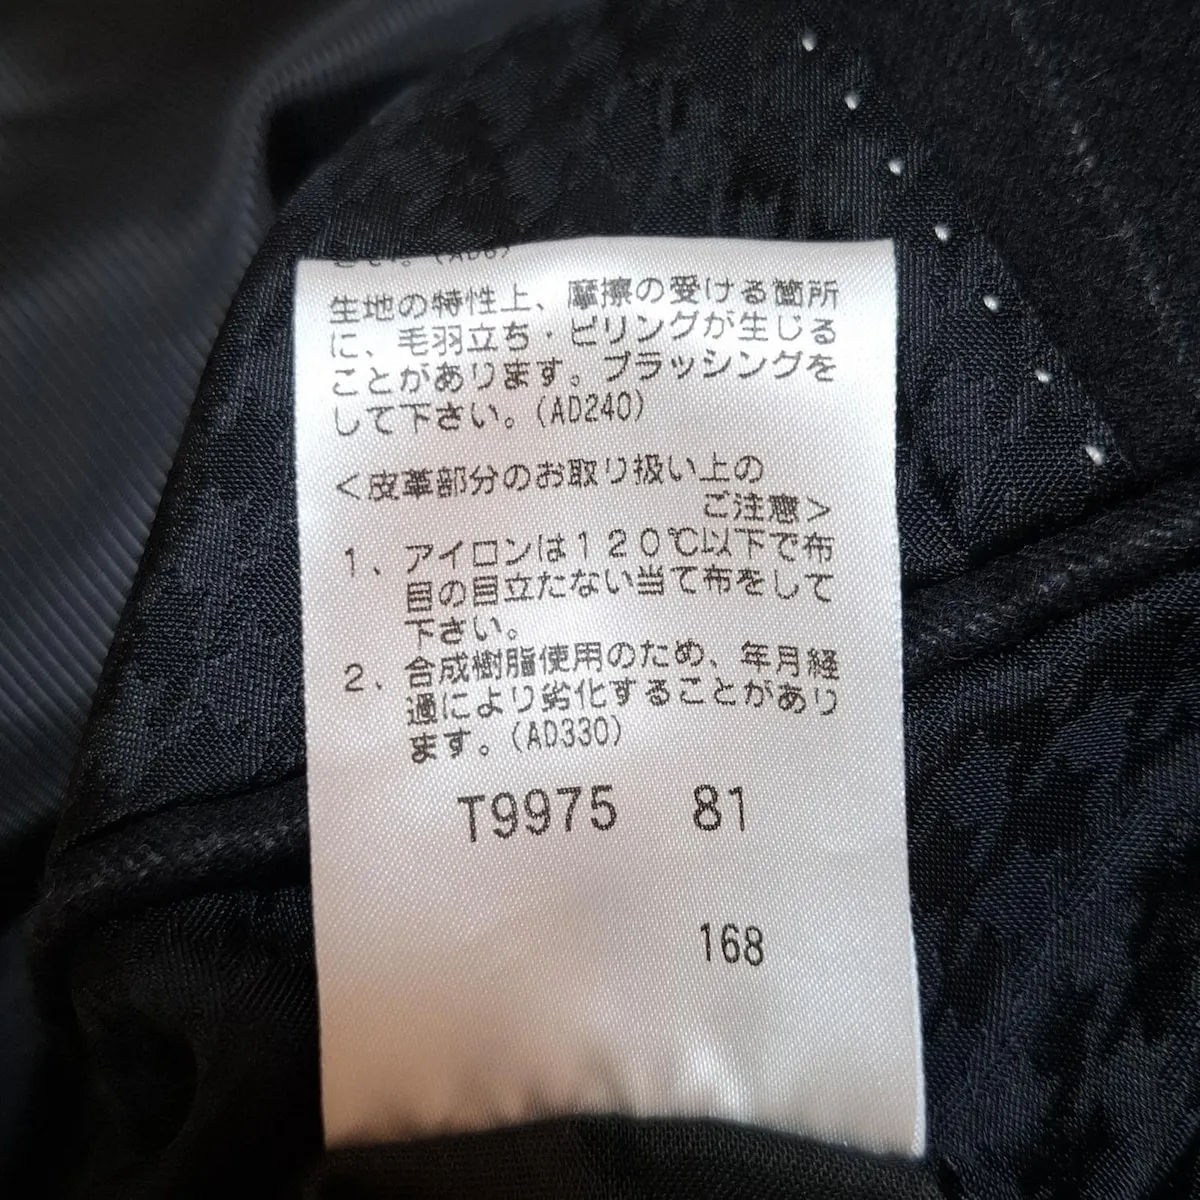 生地の特性上、摩擦の受ける箇所
に、毛羽立ち・ピリングが生じる
ことがあります。ブラッシングを
して下さい。(AD240)
<皮革部分のお取り扱い上の
ご注意>
1、アイロンは120℃以下で布
目の目立たない当て布をして
下さい。
2、合成樹脂使用のため、年月経
過により劣化することがあり
ます。(AD330)
T9975 81
168